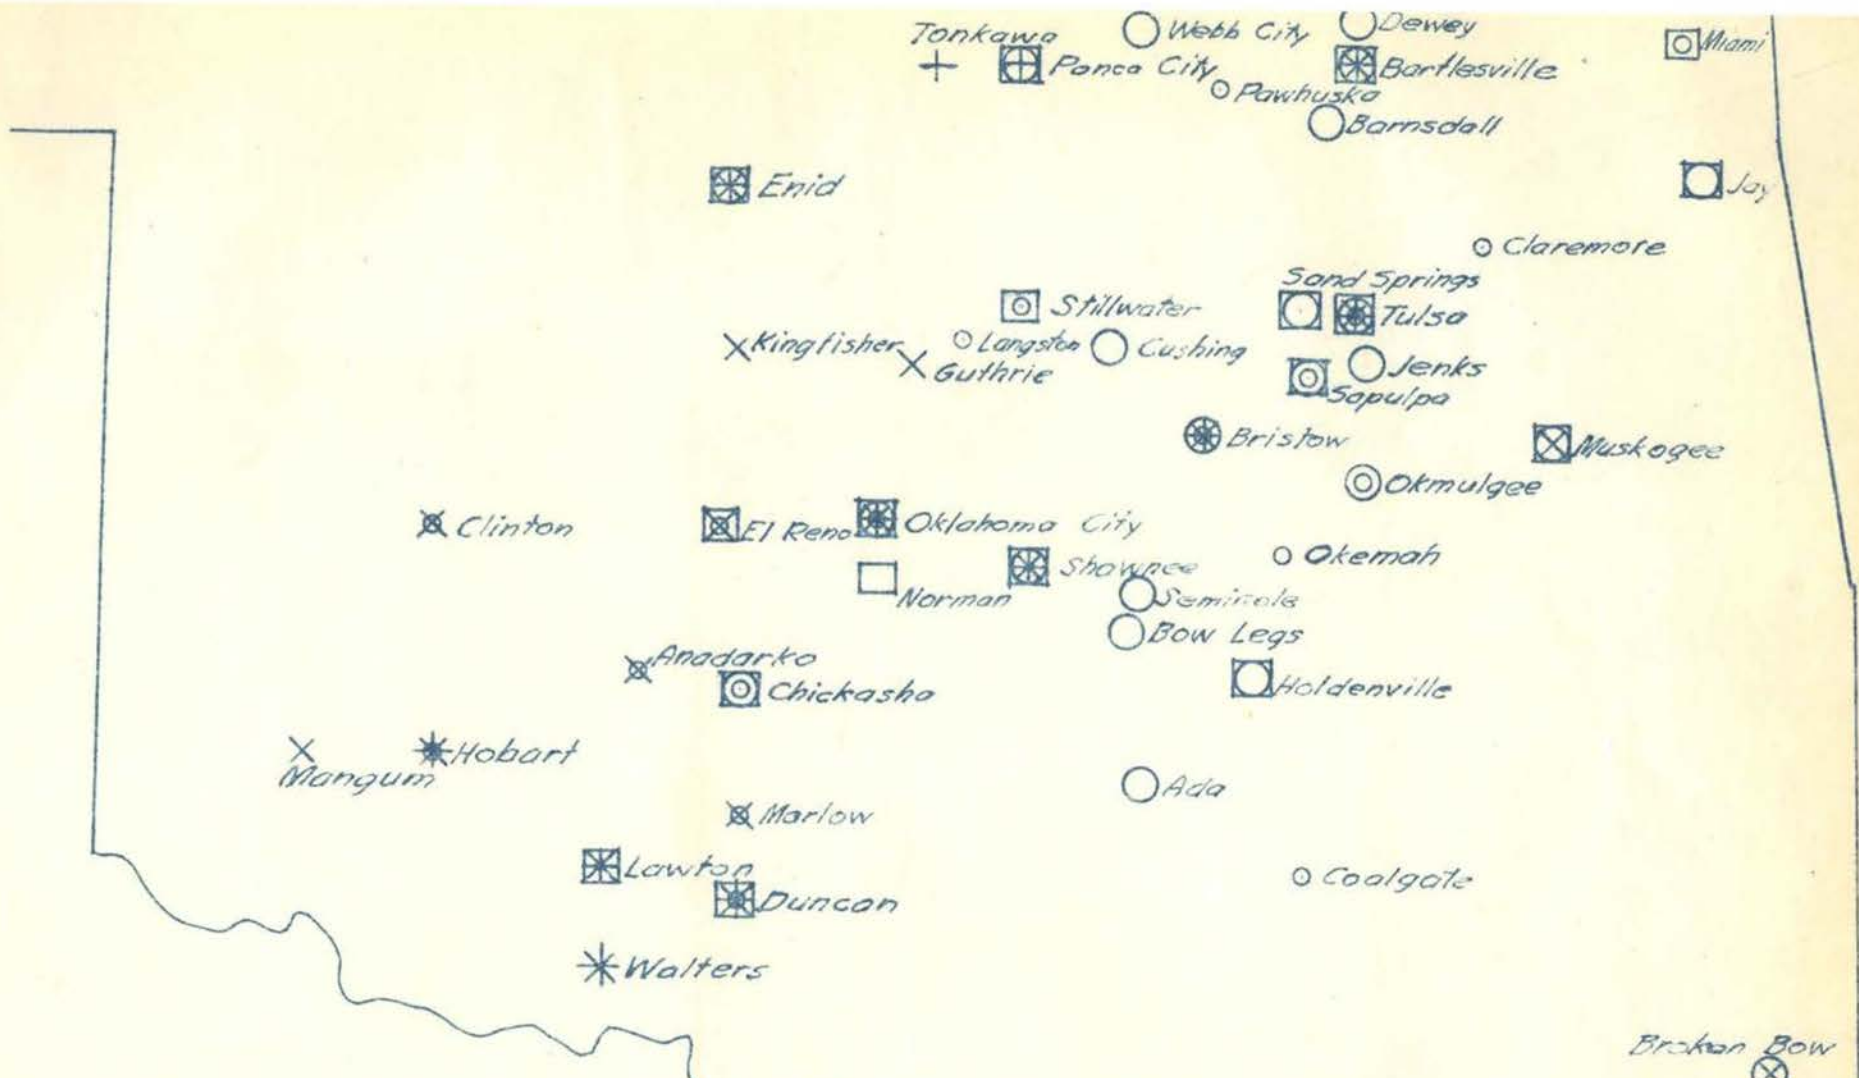 Tonkawa
Webb City
Dewey
Miami
Ponca City
Bartlesville
Pawhuska
Barnsdall
Enid
Jay
Claremore
Sand Springs
Stillwater
Tulsa
Kingfisher
Langston
Cushing
Guthrie
Jenks
Sapulpa
Bristow
Muskogee
Okmulgee
Clinton
El Reno
Oklahoma City
Okemah
Shawnee
Norman
Seminole
Bow Legs
Anadarko
Chickasha
Holdenville
Hobart
Mangum
Ada
Marlow
Lawton
Coalgate
Duncan
Walters
Broken Bow